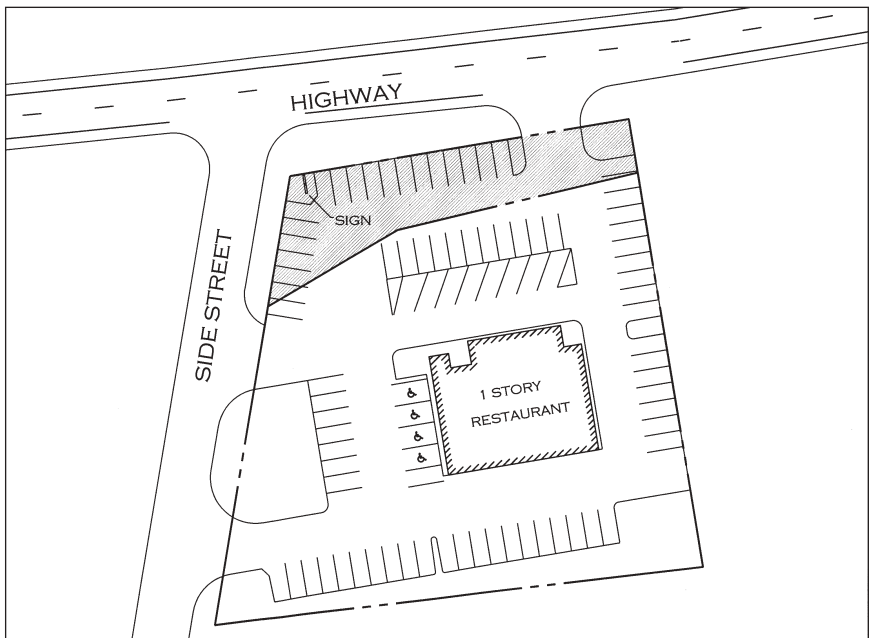 HIGHWAY
SIGN
SIDE STREET
1 STORY
RESTAURANT